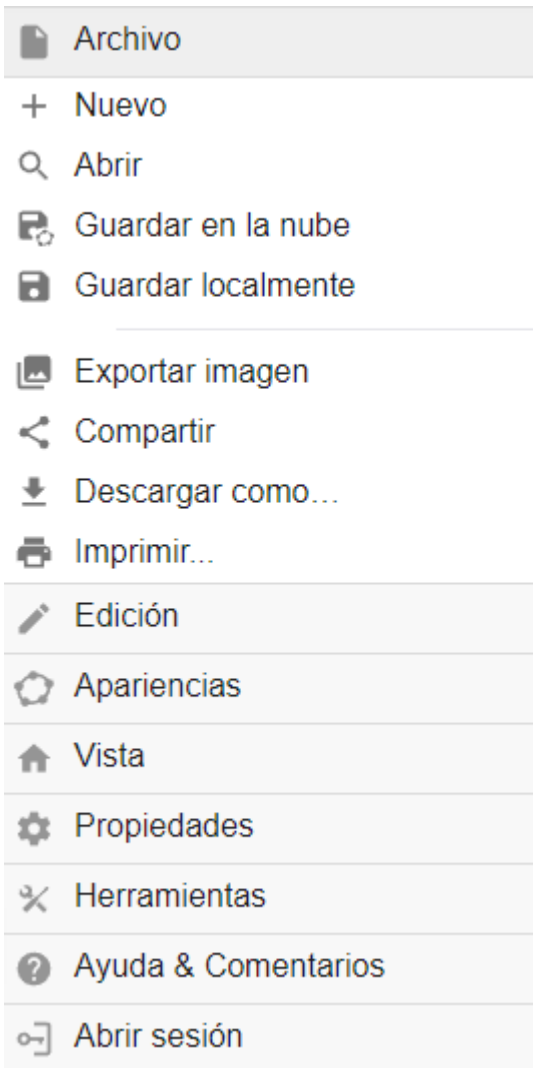 Archivo
Nuevo
Abrir
Guardar en la nube
Guardar localmente
Exportar imagen
Compartir
Descargar como…
Imprimir...
Edición
Apariencias
Vista
Propiedades
Herramientas
Ayuda & Comentarios
Abrir sesión